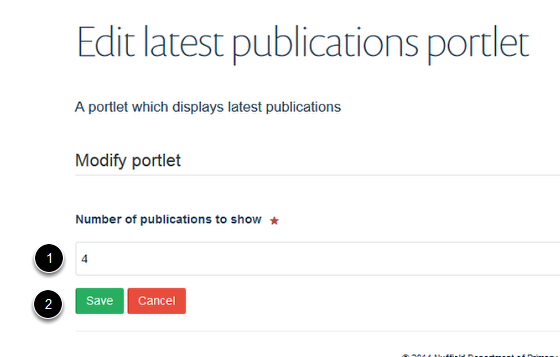 Edit latest publications portlet
A portlet which displays latest publications
Modify portlet
Number of publications to show ★
1 4
2 Save Cancel